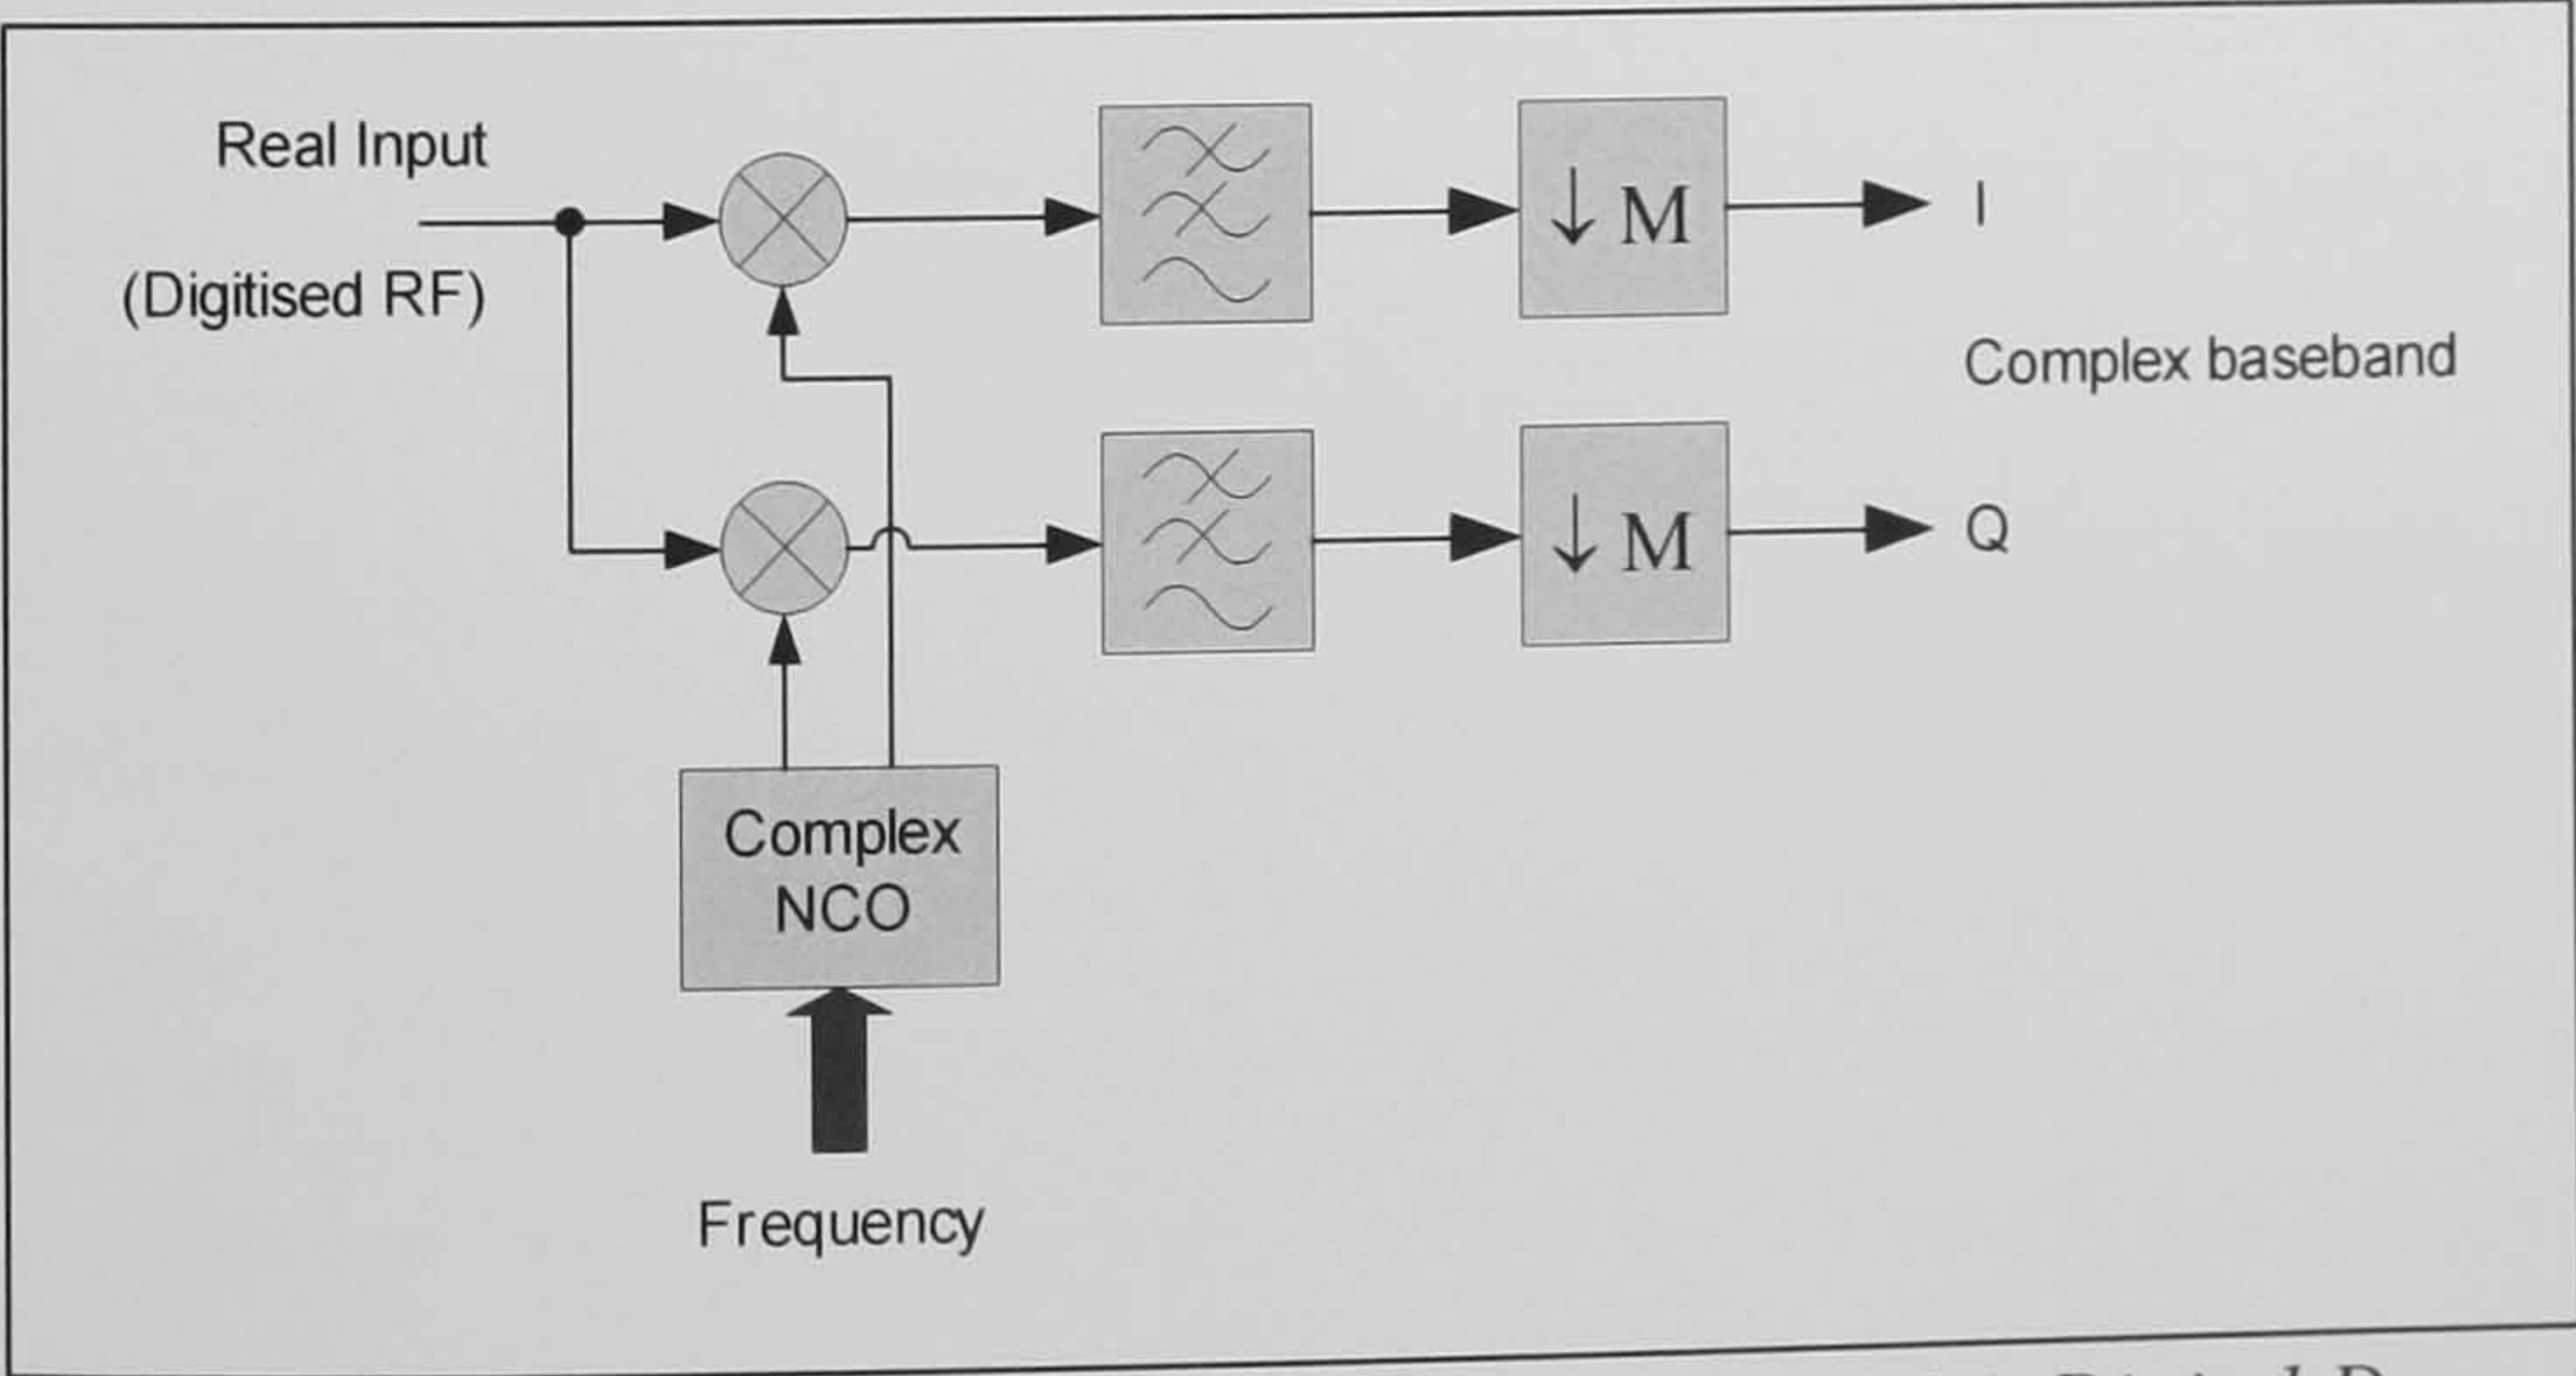 Real Input
(Digitised RF)
↓ M
I
Complex baseband
↓ M
Q
Complex
NCO
Frequency